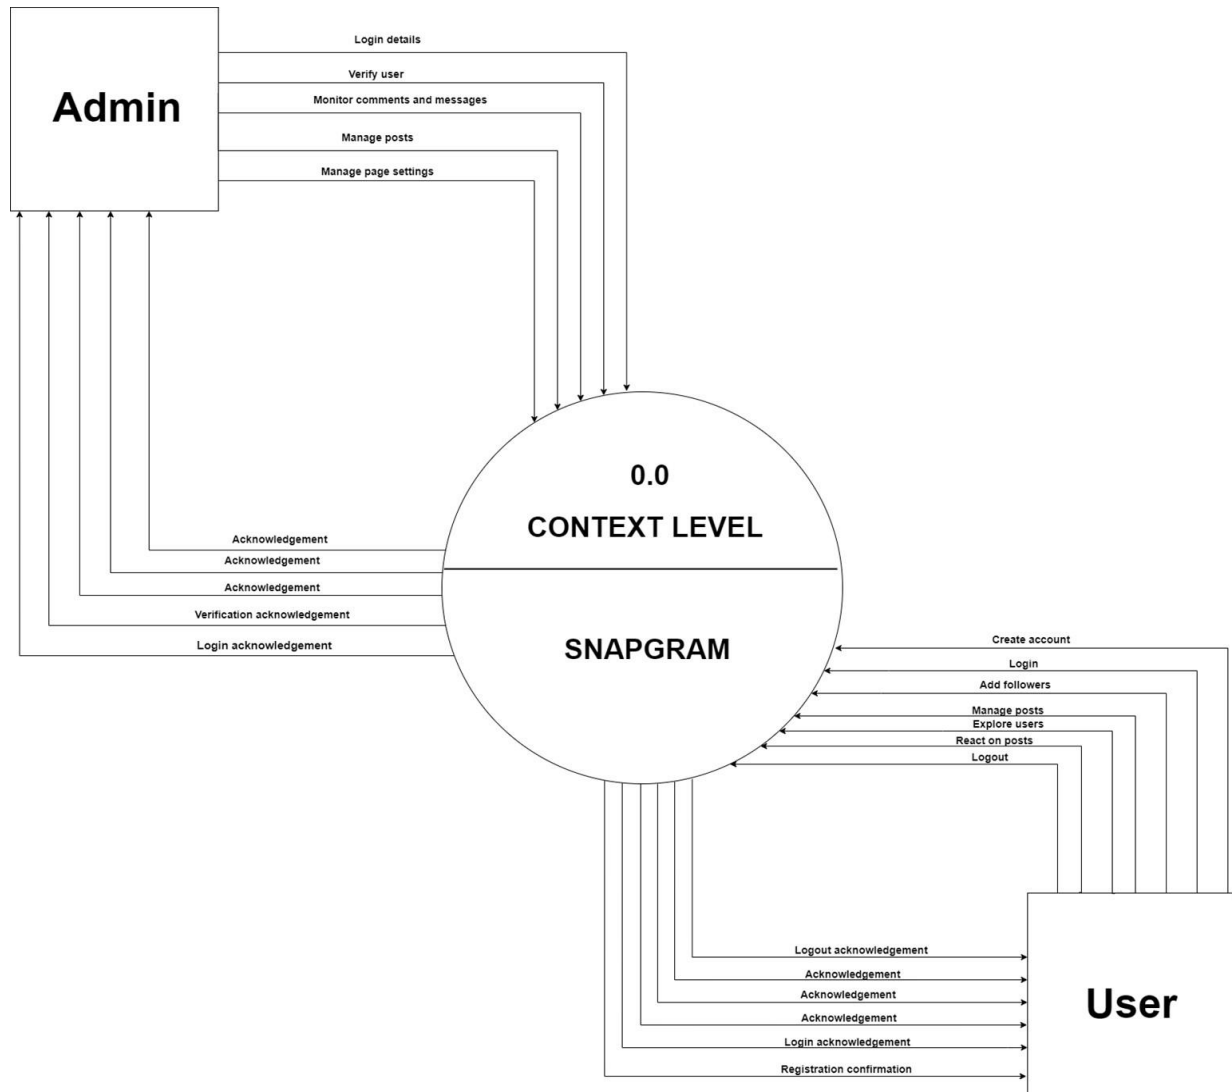 Login details
Verify user
Admin
Monitor comments and messages
Manage posts
Manage page settings
0.0
CONTEXT LEVEL
Acknowledgement
Acknowledgement
Acknowledgement
Verification acknowledgement
Login acknowledgement
SNAPGRAM
Create account
Login
Add followers
Manage posts
Explore users
React on posts
Logout
Logout acknowledgement
Acknowledgement
Acknowledgement
Acknowledgement
Login acknowledgement
Registration confirmation
User